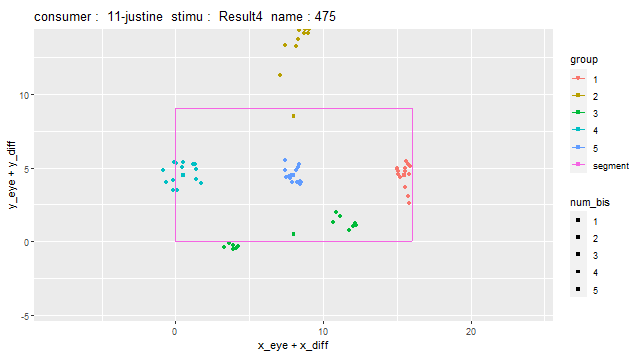 consumer :  11-justine  stimu :  Result4  name : 475
10
5
0
-5
y_eye + y_diff
0
10
20
x_eye + x_diff
group
1
2
3
4
5
segment
num_bis
1
2
3
4
5